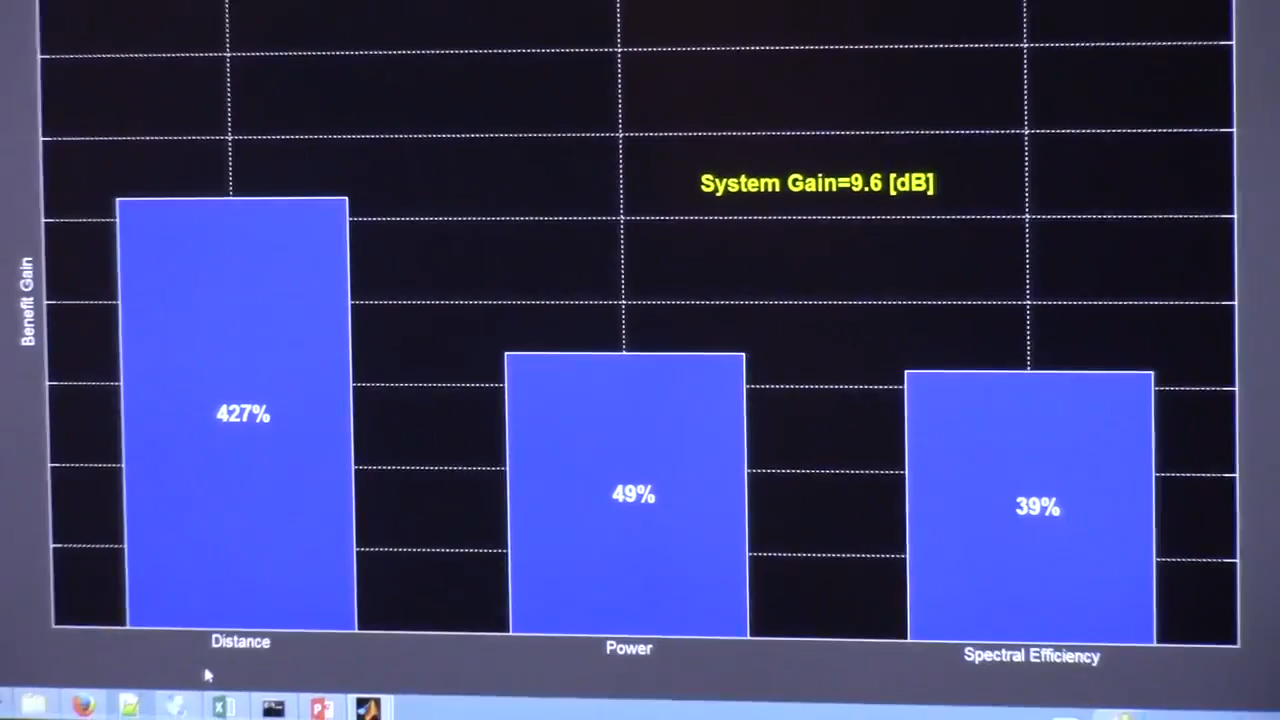 System Gain=9.6 [dB]
Benefit Gain
427%
49%
39%
Distance
Power
Spectral Efficiency